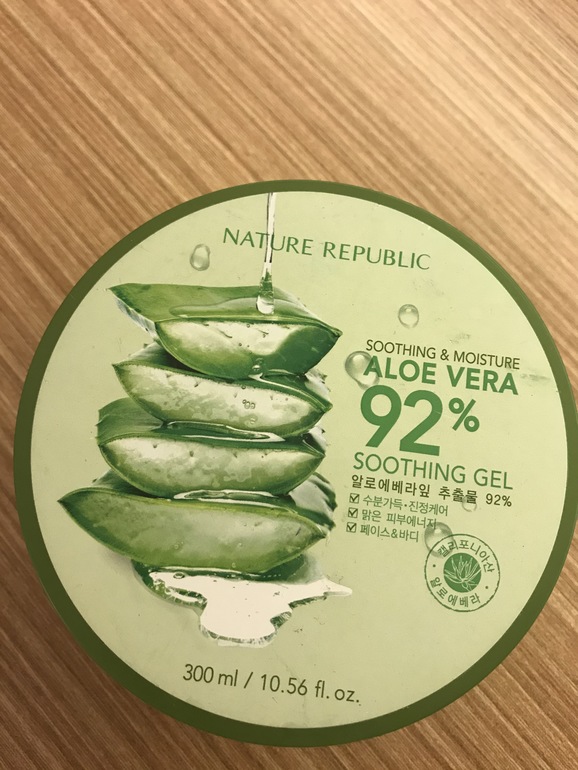 NATURE REPUBLIC
SOOTHING & MOISTURE
ALOE VERA
92%
SOOTHING GEL
알로에베라잎 추출물 92%
수분가득·진정케어
맑은 피부에너지
페이스&바디
캘리포니아산
알로에베라
300 ml / 10.56 fl. oz.